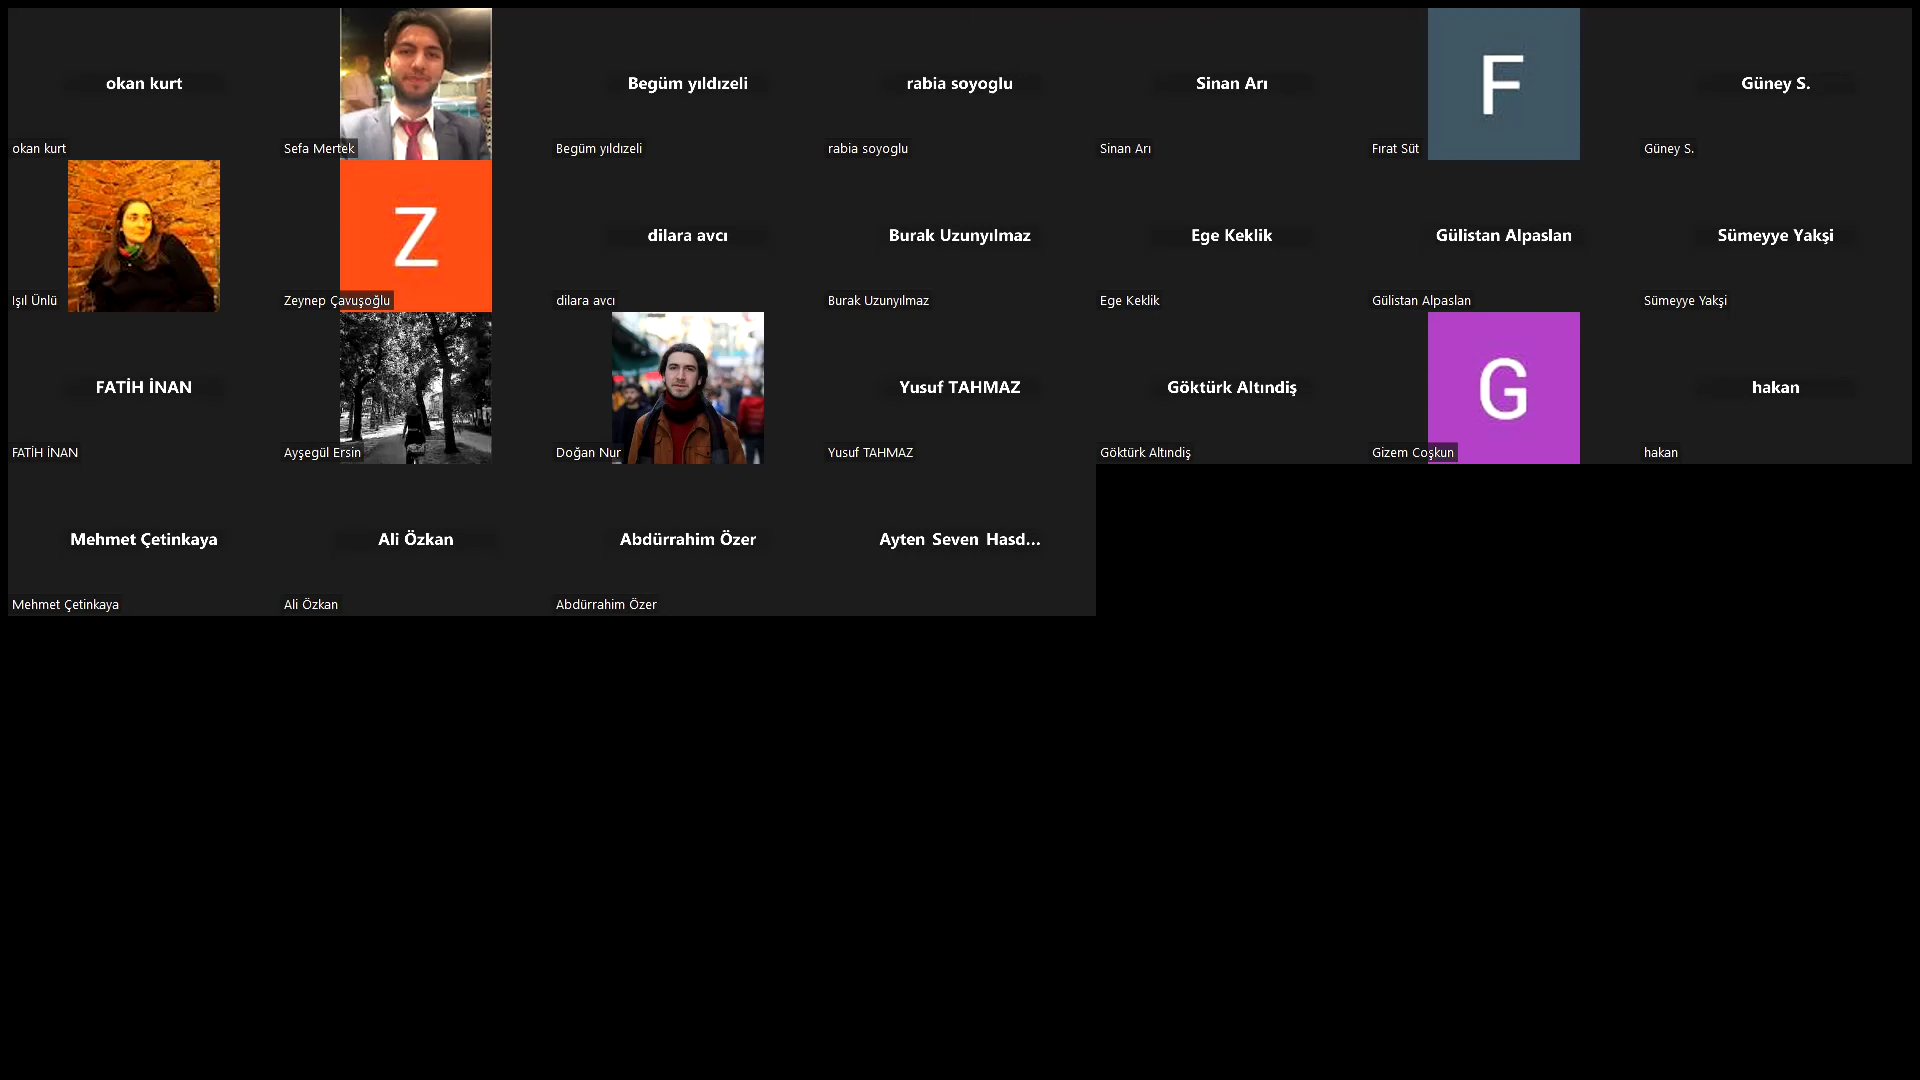 okan kurt
okan kurt
Sefa Mertek
Begüm yıldızeli
Begüm yıldızeli
rabia soyoglu
rabia soyoglu
Sinan Arı
Sinan Arı
F
Fırat Süt
Güney S.
Güney S.
Işıl Ünlü
Z
Zeynep Çavuşoğlu
dilara avcı
dilara avcı
Burak Uzunyılmaz
Burak Uzunyılmaz
Ege Keklik
Ege Keklik
Gülistan Alpaslan
Gülistan Alpaslan
Sümeyye Yakşi
Sümeyye Yakşi
FATİH İNAN
FATİH İNAN
Ayşegül Ersin
Doğan Nur
Yusuf TAHMAZ
Yusuf TAHMAZ
Göktürk Altındiş
Göktürk Altındiş
G
Gizem Coşkun
hakan
hakan
Mehmet Çetinkaya
Mehmet Çetinkaya
Ali Özkan
Ali Özkan
Abdürrahim Özer
Abdürrahim Özer
Ayten Seven Hasd...